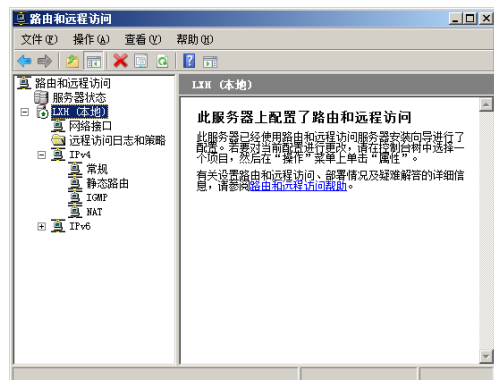 路由和远程访问
文件(F) 操作(A) 查看(V) 帮助(H)
路由和远程访问
服务器状态
LXH (本地)
网络接口
远程访问日志和策略
IPv4
常规
静态路由
IGMP
NAT
IPv6
LXH (本地)
此服务器上配置了路由和远程访问
此服务器已经使用路由和远程访问服务器安装向导进行了
配置。若要对当前配置进行更改，请在控制台树中选择一
个项目，然后在“操作”菜单上单击“属性”。
有关设置路由和远程访问、部署情况及疑难解答的详细信
息，请参阅路由和远程访问帮助。